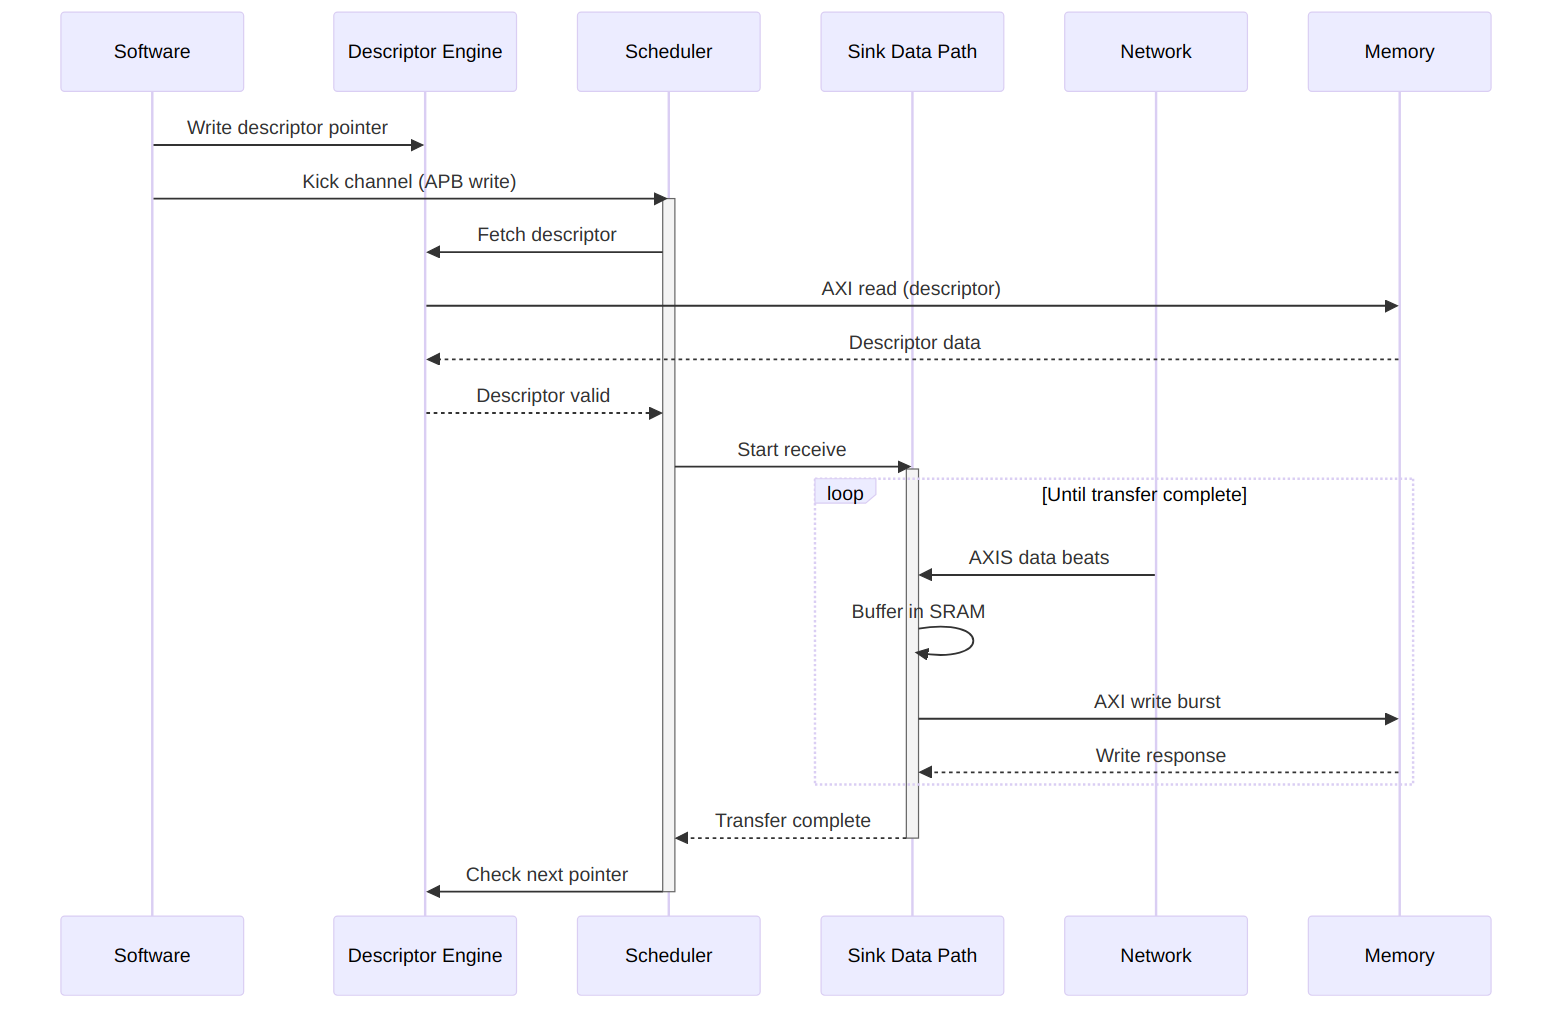 Software
Descriptor Engine
Scheduler
Sink Data Path
Network
Memory
Write descriptor pointer
Kick channel (APB write)
Fetch descriptor
AXI read (descriptor)
Descriptor data
Descriptor valid
Start receive
loop
[Until transfer complete]
AXIS data beats
Buffer in SRAM
AXI write burst
Write response
Transfer complete
Check next pointer
Software
Descriptor Engine
Scheduler
Sink Data Path
Network
Memory